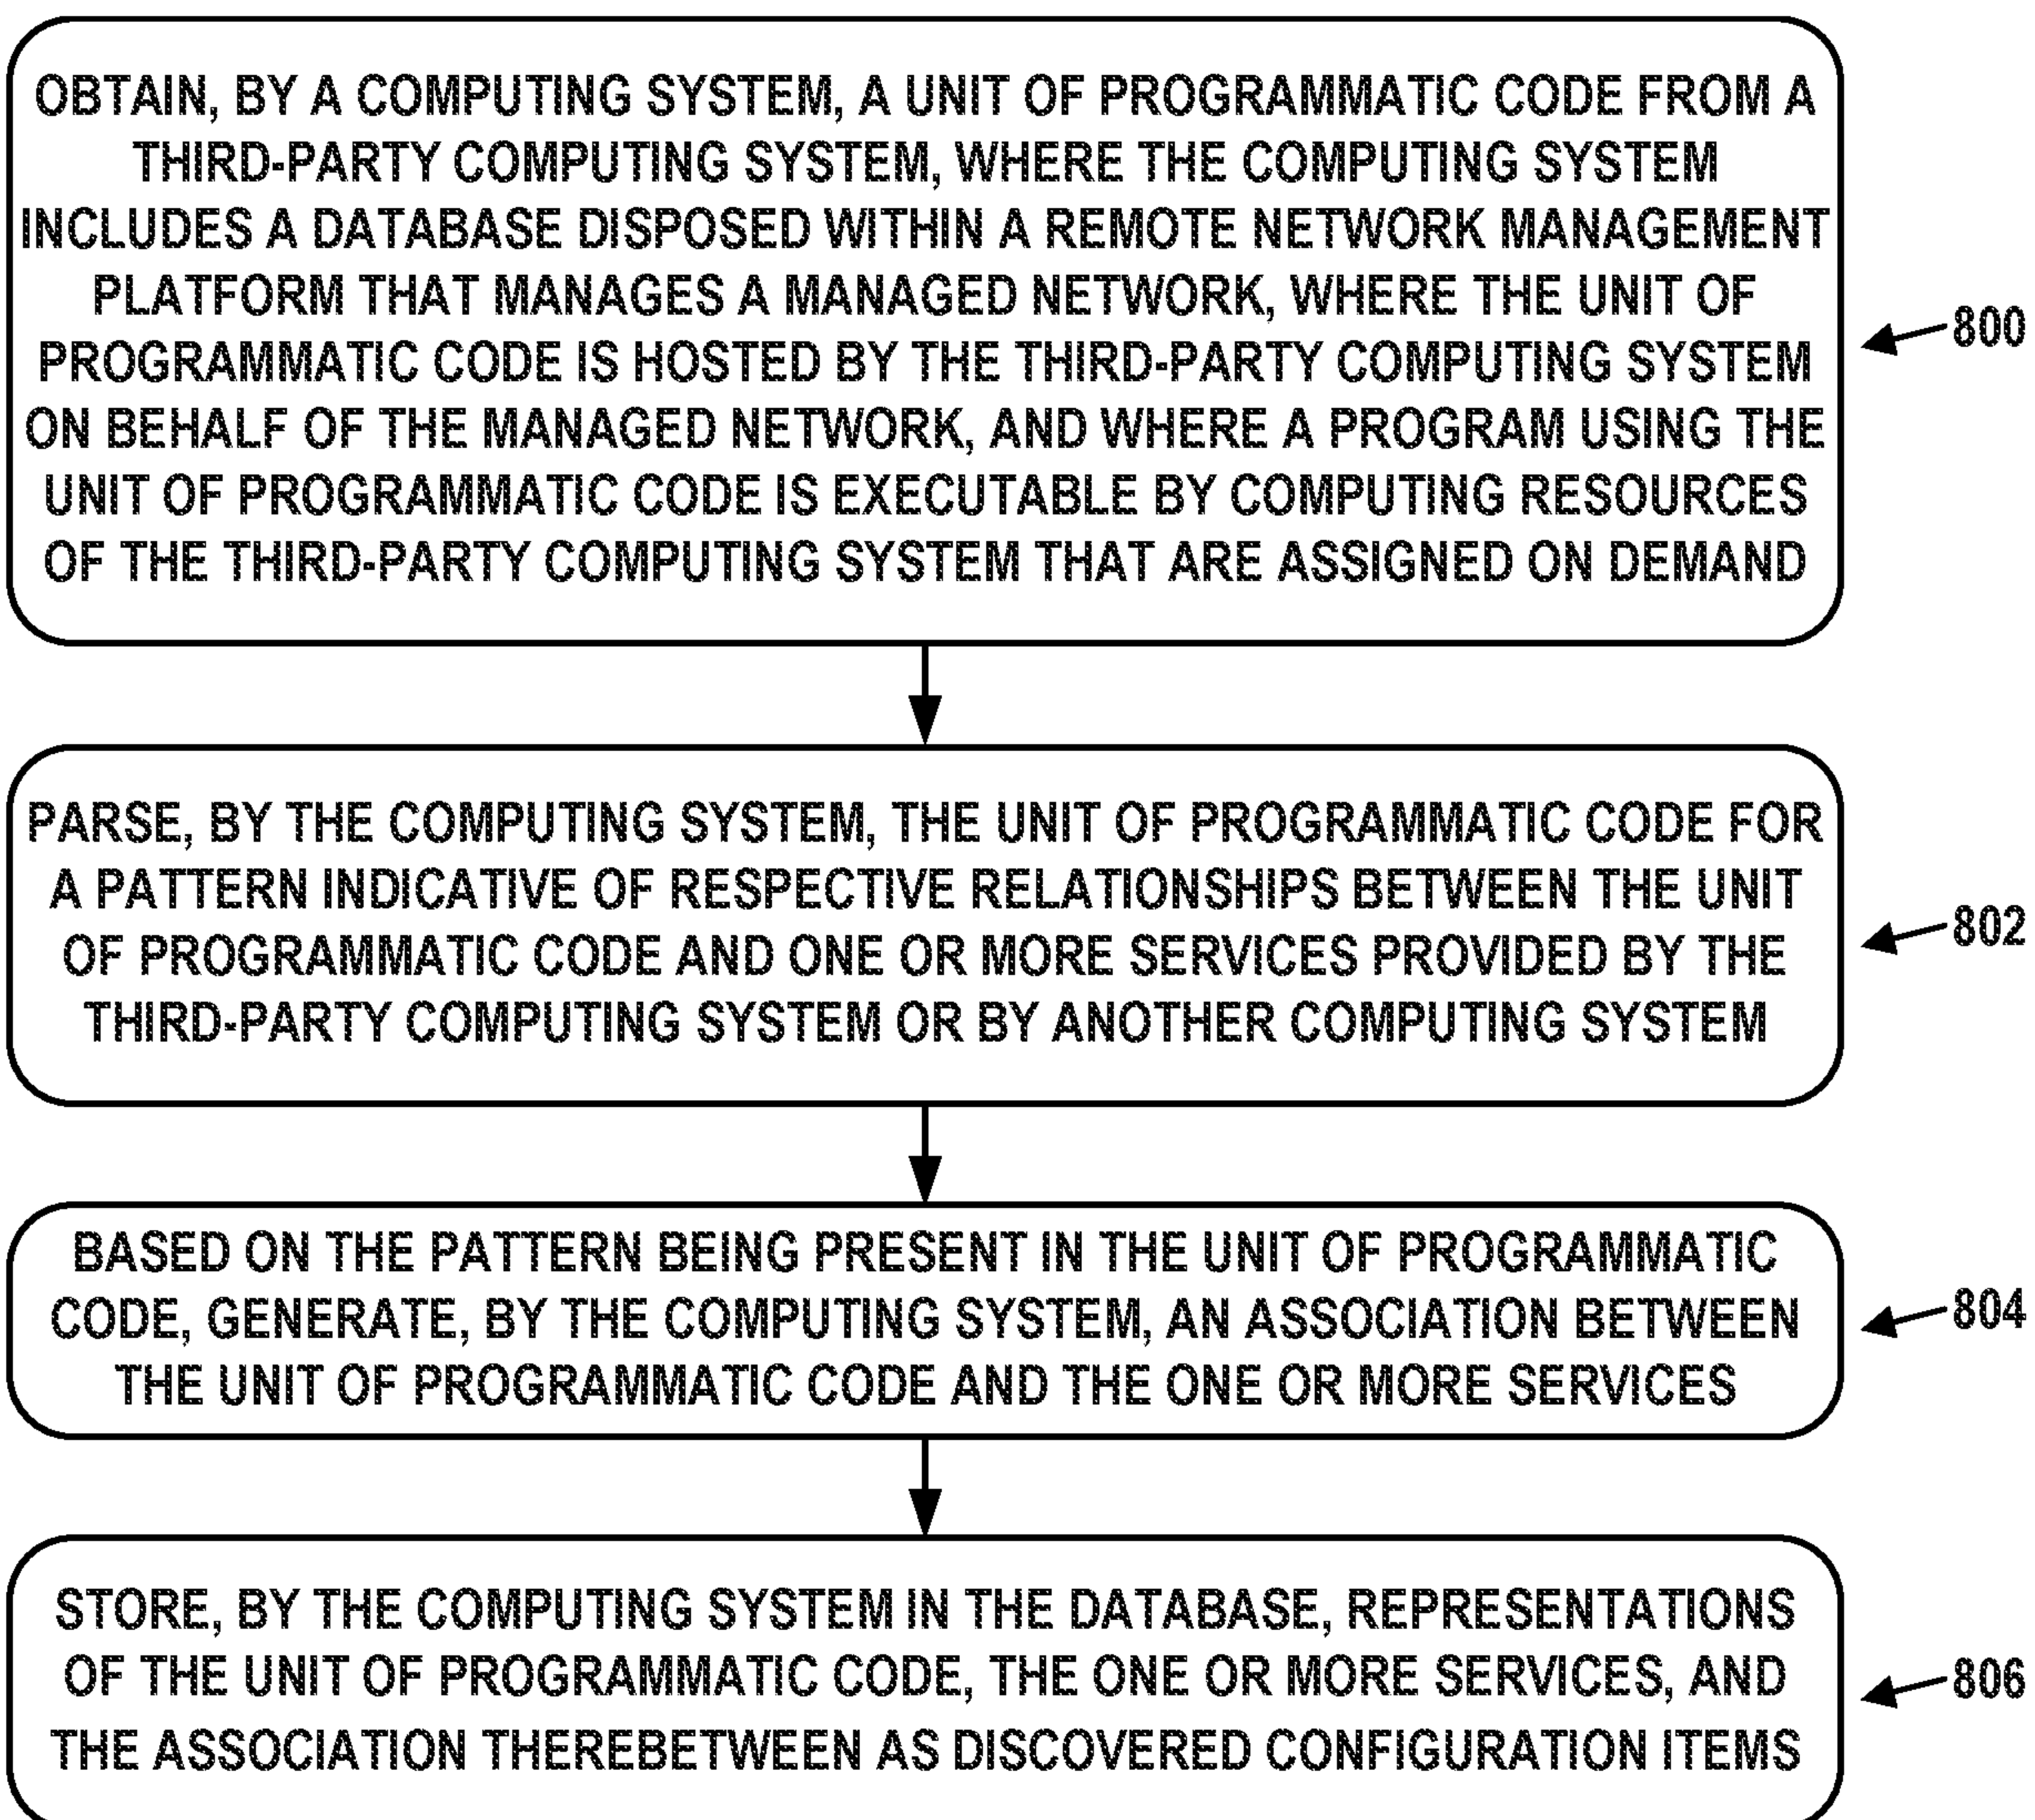 OBTAIN, BY A COMPUTING SYSTEM, A UNIT OF PROGRAMMATIC CODE FROM A
THIRD-PARTY COMPUTING SYSTEM, WHERE THE COMPUTING SYSTEM
INCLUDES A DATABASE DISPOSED WITHIN A REMOTE NETWORK MANAGEMENT
PLATFORM THAT MANAGES A MANAGED NETWORK, WHERE THE UNIT OF
PROGRAMMATIC CODE IS HOSTED BY THE THIRD-PARTY COMPUTING SYSTEM
ON BEHALF OF THE MANAGED NETWORK, AND WHERE A PROGRAM USING THE
UNIT OF PROGRAMMATIC CODE IS EXECUTABLE BY COMPUTING RESOURCES
OF THE THIRD-PARTY COMPUTING SYSTEM THAT ARE ASSIGNED ON DEMAND
800
PARSE, BY THE COMPUTING SYSTEM, THE UNIT OF PROGRAMMATIC CODE FOR
A PATTERN INDICATIVE OF RESPECTIVE RELATIONSHIPS BETWEEN THE UNIT
OF PROGRAMMATIC CODE AND ONE OR MORE SERVICES PROVIDED BY THE
THIRD-PARTY COMPUTING SYSTEM OR BY ANOTHER COMPUTING SYSTEM
802
BASED ON THE PATTERN BEING PRESENT IN THE UNIT OF PROGRAMMATIC
CODE, GENERATE, BY THE COMPUTING SYSTEM, AN ASSOCIATION BETWEEN
THE UNIT OF PROGRAMMATIC CODE AND THE ONE OR MORE SERVICES
804
STORE, BY THE COMPUTING SYSTEM IN THE DATABASE, REPRESENTATIONS
OF THE UNIT OF PROGRAMMATIC CODE, THE ONE OR MORE SERVICES, AND
THE ASSOCIATION THEREBETWEEN AS DISCOVERED CONFIGURATION ITEMS
806